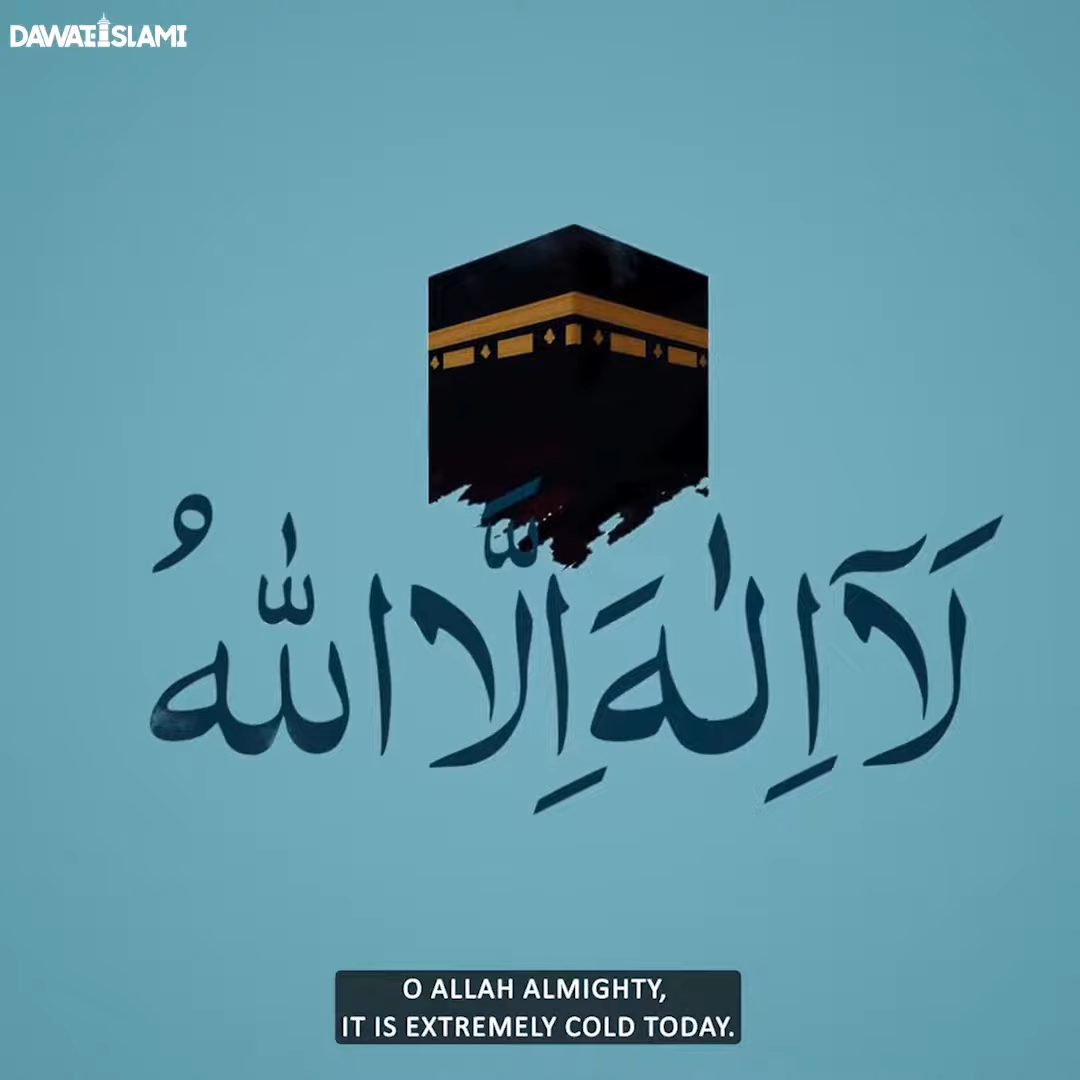 DAWATEISLAMI
لَآ اِلٰهَ اِلَّا اللّٰهُ
O ALLAH ALMIGHTY,
IT IS EXTREMELY COLD TODAY.